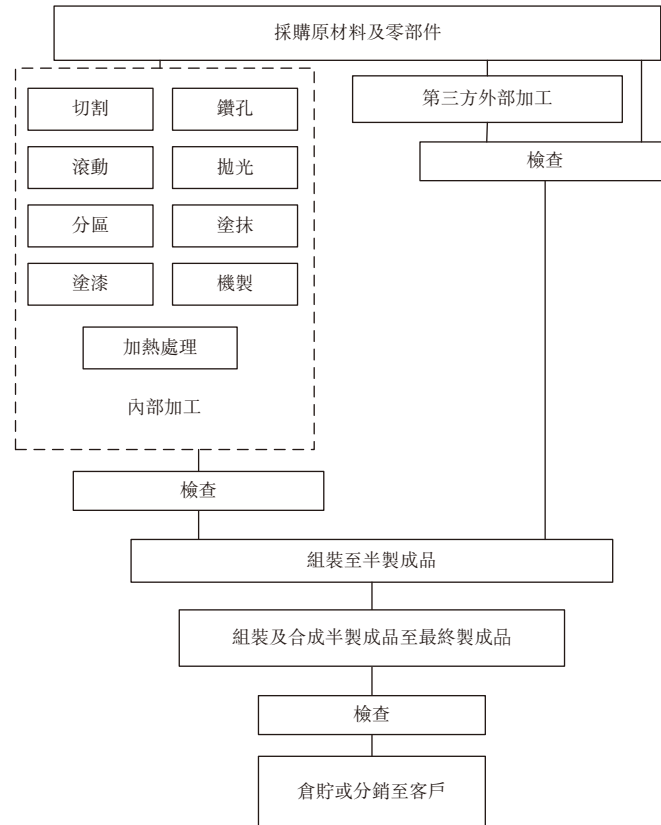 採購原材料及零部件
第三方外部加工
切割
鑽孔
檢查
滾動
拋光
分區
塗抹
塗漆
機製
加熱處理
內部加工
檢查
組裝至半製成品
組裝及合成半製成品至最終製成品
檢查
倉貯或分銷至客戶